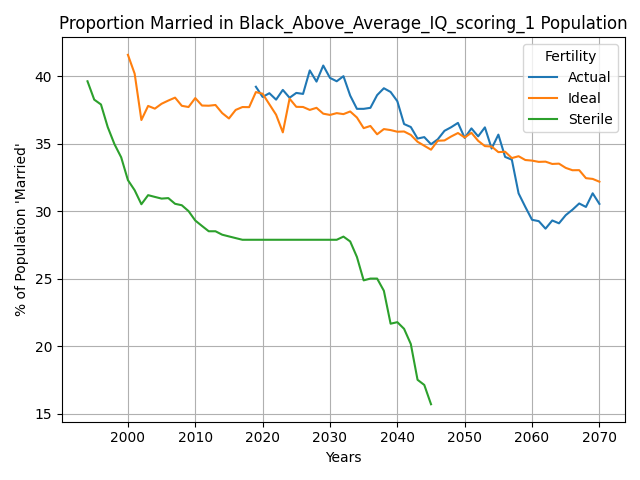 Proportion Married in Black_Above_Average_IQ_scoring_1 Population
Fertility
Actual
Ideal
Sterile
% of Population 'Married'
40
35
30
25
20
15
2000 2010 2020 2030 2040 2050 2060 2070
Years